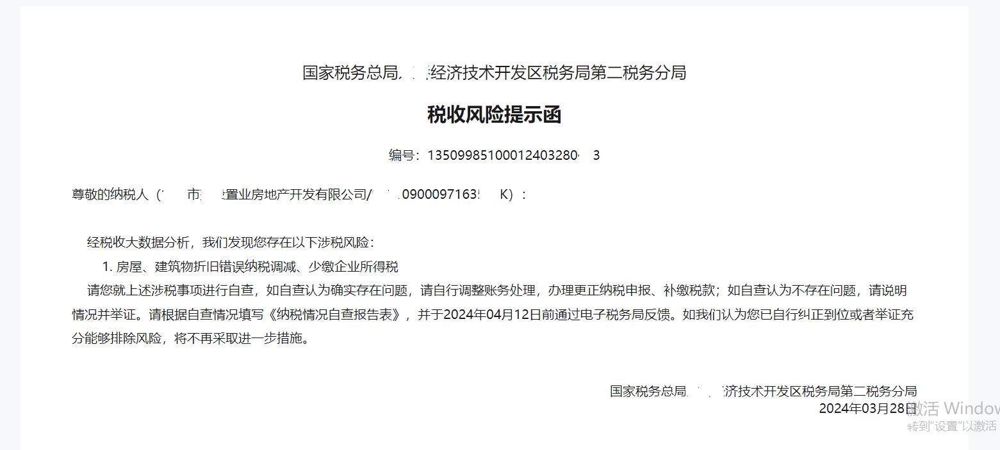 国家税务总局 经济技术开发区税务局第二税务分局
税收风险提示函
编号：13509985100012403280 3
尊敬的纳税人（ 市 置业房地产开发有限公司/ 0900097163 K）：
经税收大数据分析，我们发现您存在以下涉税风险：
1. 房屋、建筑物折旧错误纳税调减、少缴企业所得税
请您就上述涉税事项进行自查，如自查认为确实存在问题，请自行调整账务处理，办理更正纳税申报、补缴税款；如自查认为不存在问题，请说明
情况并举证。请根据自查情况填写《纳税情况自查报告表》，并于2024年04月12日前通过电子税务局反馈。如我们认为您已自行纠正到位或者举证充
分能够排除风险，将不再采取进一步措施。
国家税务总局 济技术开发区税务局第二税务分局
2024年03月28日
激活 Window
转到"设置"以激活